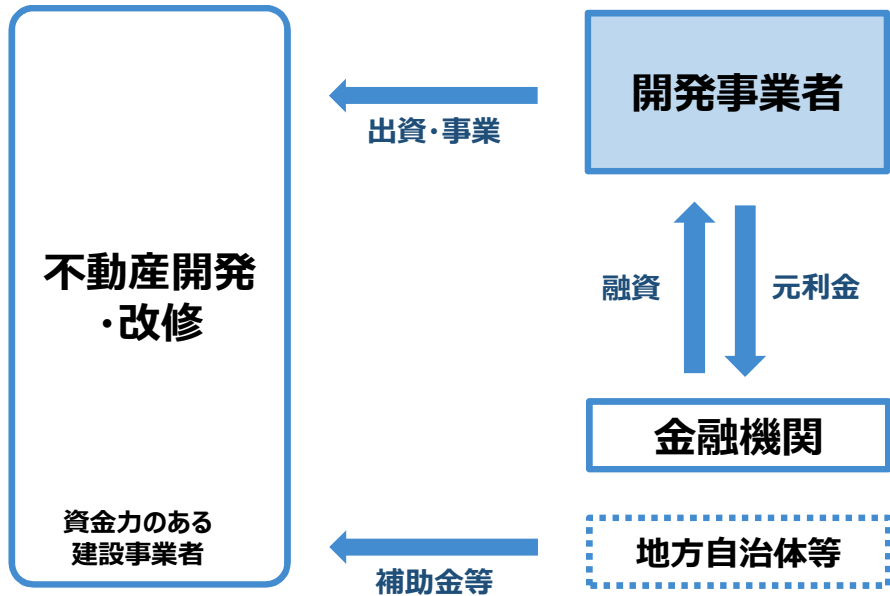 開発事業者
出資・事業
不動産開発
・改修
融資
元利金
金融機関
資金力のある
建設事業者
地方自治体等
補助金等